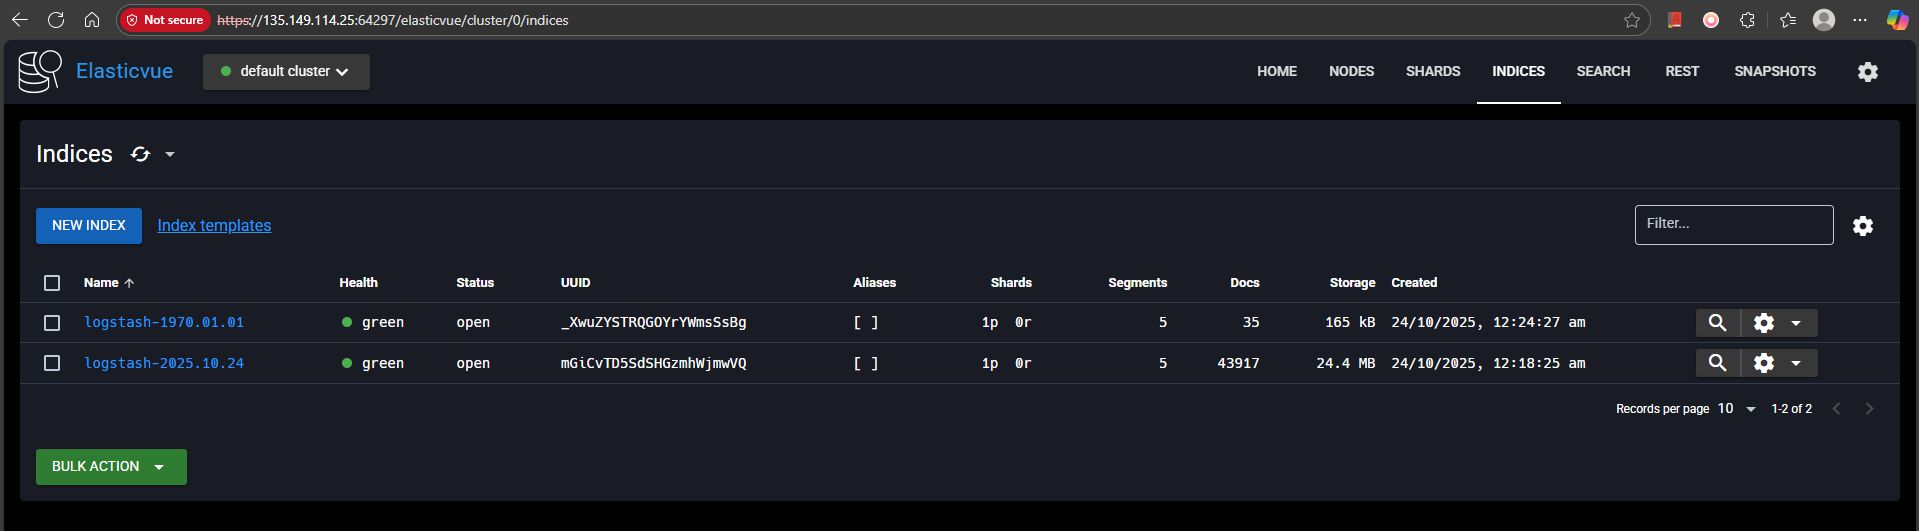 Not secure https://135.149.114.25:64297/elasticvue/cluster/0/indices
Elasticvue default cluster HOME NODES SHARDS INDICES SEARCH REST SNAPSHOTS
Indices
NEW INDEX Index templates Filter...
Name Health Status UUID Aliases Shards Segments Docs Storage Created
logstash-1970.01.01 green open _XwuZYSTRQGOYrYWmsSsBg [ ] 1p 0r 5 35 165 kB 24/10/2025, 12:24:27 am
logstash-2025.10.24 green open mGiCvTD5SdSHGzmhWjmwVQ [ ] 1p 0r 5 43917 24.4 MB 24/10/2025, 12:18:25 am
Records per page 10 1-2 of 2
BULK ACTION